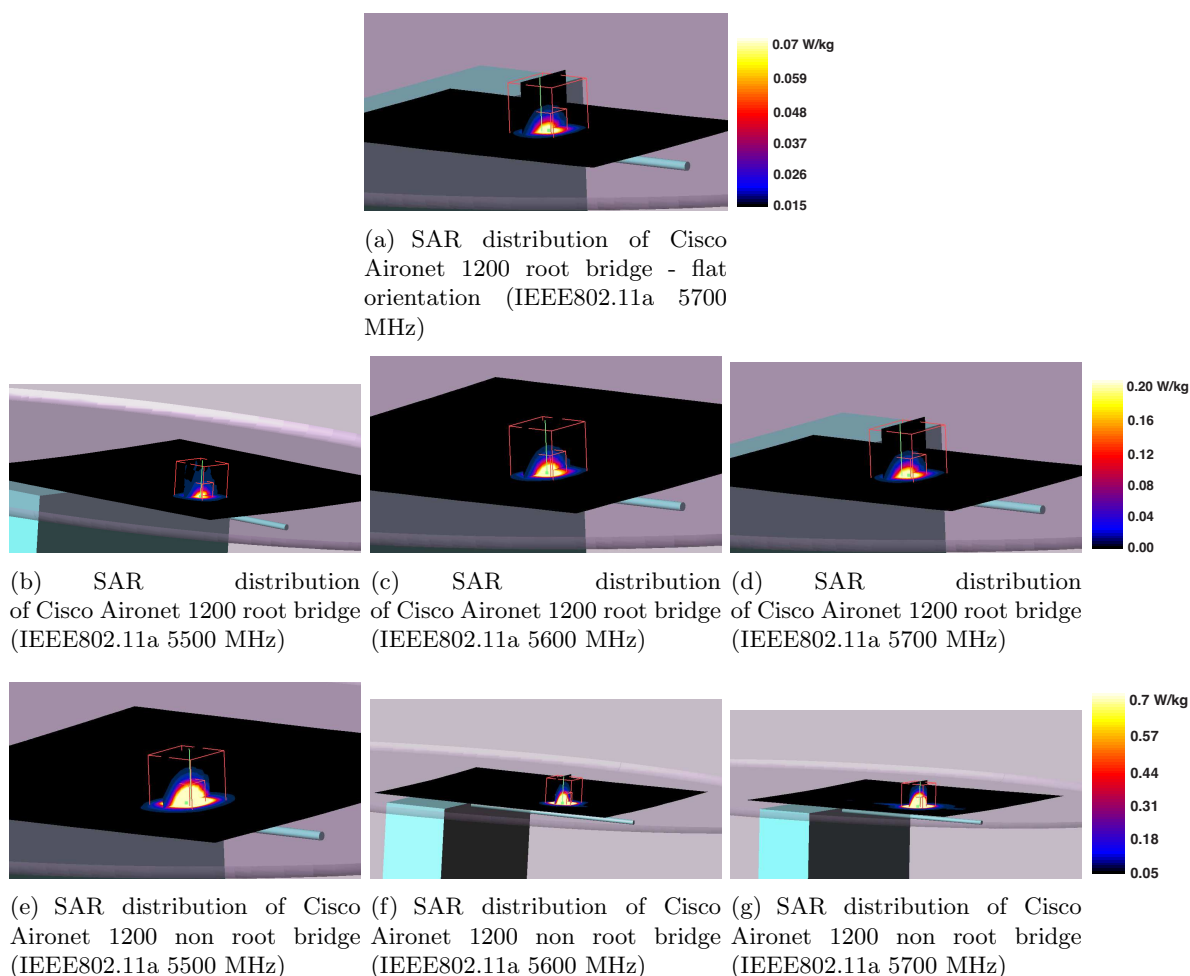 0.07 W/kg
0.059
0.048
0.037
0.026
0.015
(a) SAR distribution of Cisco
Aironet 1200 root bridge - flat
orientation (IEEE802.11a 5700
MHz)
0.20 W/kg
0.16
0.12
0.08
0.04
0.00
(b) SAR distribution
of Cisco Aironet 1200 root bridge
(IEEE802.11a 5500 MHz)
(c) SAR distribution
of Cisco Aironet 1200 root bridge
(IEEE802.11a 5600 MHz)
(d) SAR distribution
of Cisco Aironet 1200 root bridge
(IEEE802.11a 5700 MHz)
0.7 W/kg
0.57
0.44
0.31
0.18
0.05
(e) SAR distribution of Cisco
Aironet 1200 non root bridge
(IEEE802.11a 5500 MHz)
(f) SAR distribution of Cisco
Aironet 1200 non root bridge
(IEEE802.11a 5600 MHz)
(g) SAR distribution of Cisco
Aironet 1200 non root bridge
(IEEE802.11a 5700 MHz)